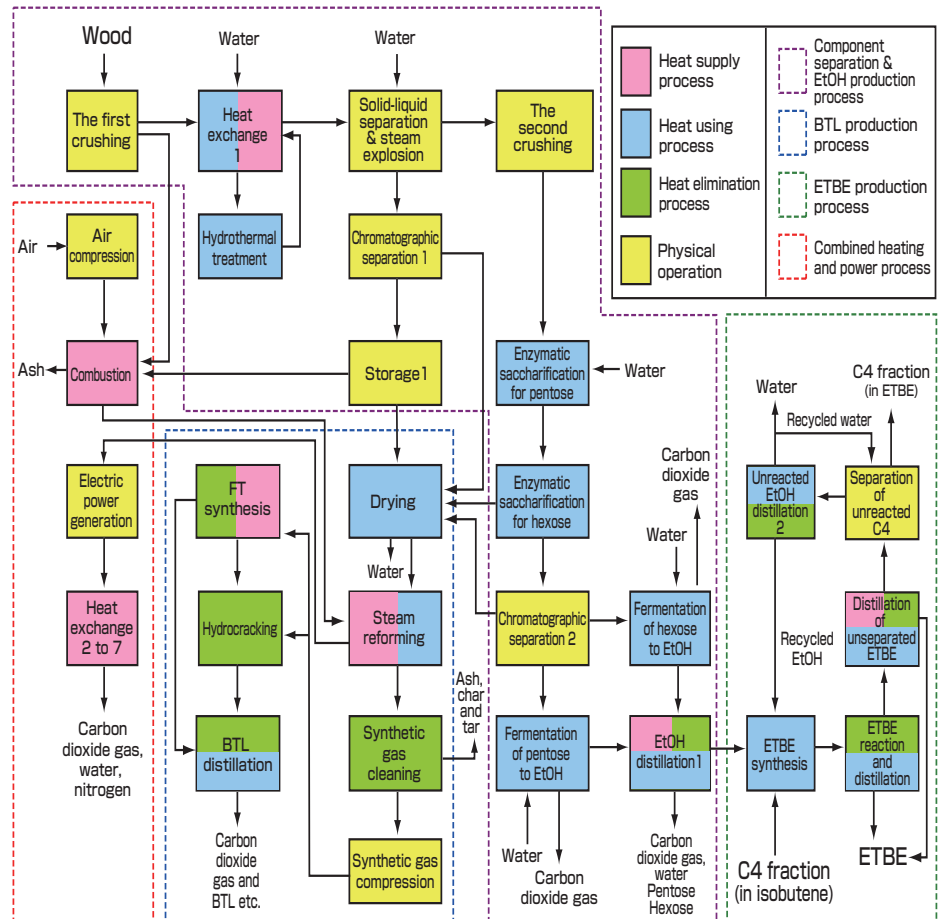 Wood
Water
Water
The first
crushing
Heat
exchange
1
Solid-liquid
separation
& steam
explosion
The
second
crushing
Hydrothermal
treatment
Chromatographic
separation 1
Air
Air
compression
Ash
Combustion
Storage1
Enzymatic
saccharification
for pentose
Water
Electric
power
generation
FT
synthesis
Drying
Enzymatic
saccharification
for hexose
Carbon
dioxide
gas
Water
Water
Heat
exchange
2 to 7
Hydrocracking
Steam
reforming
Chromatographic
separation 2
Fermentation
of hexose
to EtOH
Carbon
dioxide gas,
water,
nitrogen
BTL
distillation
Synthetic
gas
cleaning
Ash,
char
and
tar
Fermentation
of pentose
to EtOH
EtOH
distillation1
Carbon
dioxide
gas and
BTL etc.
Synthetic gas
compression
Water
Carbon
dioxide gas
Carbon
dioxide gas,
water
Pentose
Hexose
Heat supply
process
Heat using
process
Heat elimination
process
Physical
operation
Component
separation &
EtOH production
process
BTL production
process
ETBE production
process
Combined heating
and power process
Water
C4 fraction
(in ETBE)
Recycled water
Unreacted
EtOH
distillation
2
Separation
of
unreacted
C4
Recycled
EtOH
Distillation
of
unseparated
ETBE
ETBE
synthesis
ETBE
reaction
and
distillation
C4 fraction
(in isobutene)
ETBE